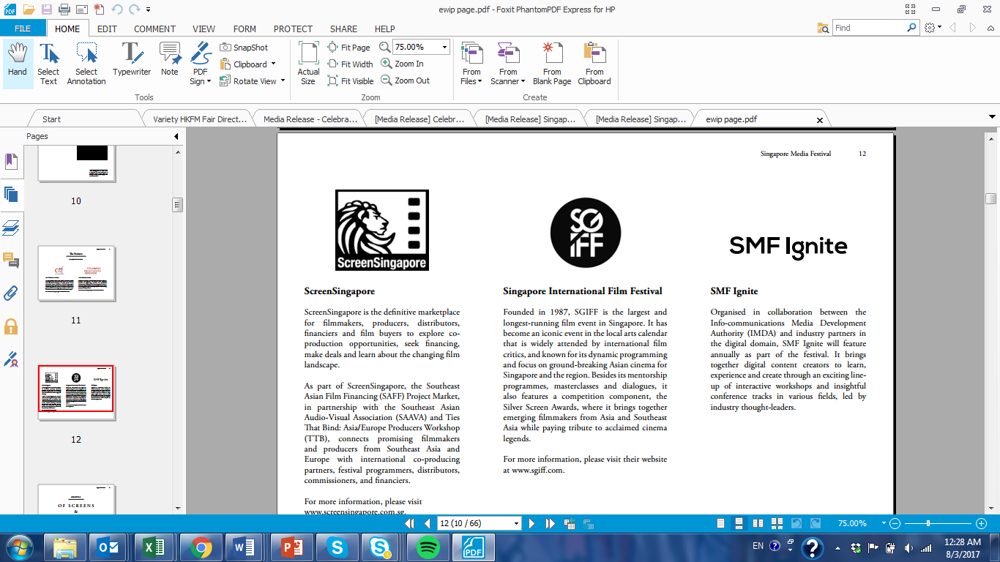 ewip page.pdf - Foxit PhantomPDF Express for HP
FILE HOME EDIT COMMENT VIEW FORM PROTECT SHARE HELP
Find
Hand
Select Text
Select Annotation
Typewriter
Note
PDF Sign
SnapShot
Clipboard
Rotate View
Tools
Actual Size
Fit Page
Fit Width
Fit Visible
75.00%
Zoom In
Zoom Out
Zoom
From Files
From Scanner
From Blank Page
From Clipboard
Create
Start
Variety HKFM Fair Direct...
Media Release - Celebra...
[Media Release] Celebr...
[Media Release] Singap...
[Media Release] Singap...
ewip page.pdf
Pages
10
11
12
OF SCREENS
&
Singapore Media Festival 12
ScreenSingapore
SG
IFF
SMF Ignite
ScreenSingapore
ScreenSingapore is the definitive marketplace
for filmmakers, producers, distributors,
financiers and film buyers to explore co-
production opportunities, seek financing,
make deals and learn about the changing film
landscape.
As part of ScreenSingapore, the Southeast
Asian Film Financing (SAFF) Project Market,
in partnership with the Southeast Asian
Audio-Visual Association (SAAVA) and Ties
That Bind: Asia/Europe Producers Workshop
(TTB), connects promising filmmakers
and producers from Southeast Asia and
Europe with international co-producing
partners, festival programmers, distributors,
commissioners, and financiers.
For more information, please visit
www.screensingapore.com.sg.
Singapore International Film Festival
Founded in 1987, SGIFF is the largest and
longest-running film event in Singapore. It has
become an iconic event in the local arts calendar
that is widely attended by international film
critics, and known for its dynamic programming
and focus on ground-breaking Asian cinema for
Singapore and the region. Besides its mentorship
programmes, masterclasses and dialogues, it
also features a competition component, the
Silver Screen Awards, where it brings together
emerging filmmakers from Asia and Southeast
Asia while paying tribute to acclaimed cinema
legends.
For more information, please visit their website
at www.sgiff.com.
SMF Ignite
Organised in collaboration between the
Info-communications Media Development
Authority (IMDA) and industry partners in
the digital domain, SMF Ignite will feature
annually as part of the festival. It brings
together digital content creators to learn,
experience and create through an exciting line-
up of interactive workshops and insightful
conference tracks in various fields, led by
industry thought-leaders.
12 (10 / 66)
75.00%
EN
12:28 AM
8/3/2017